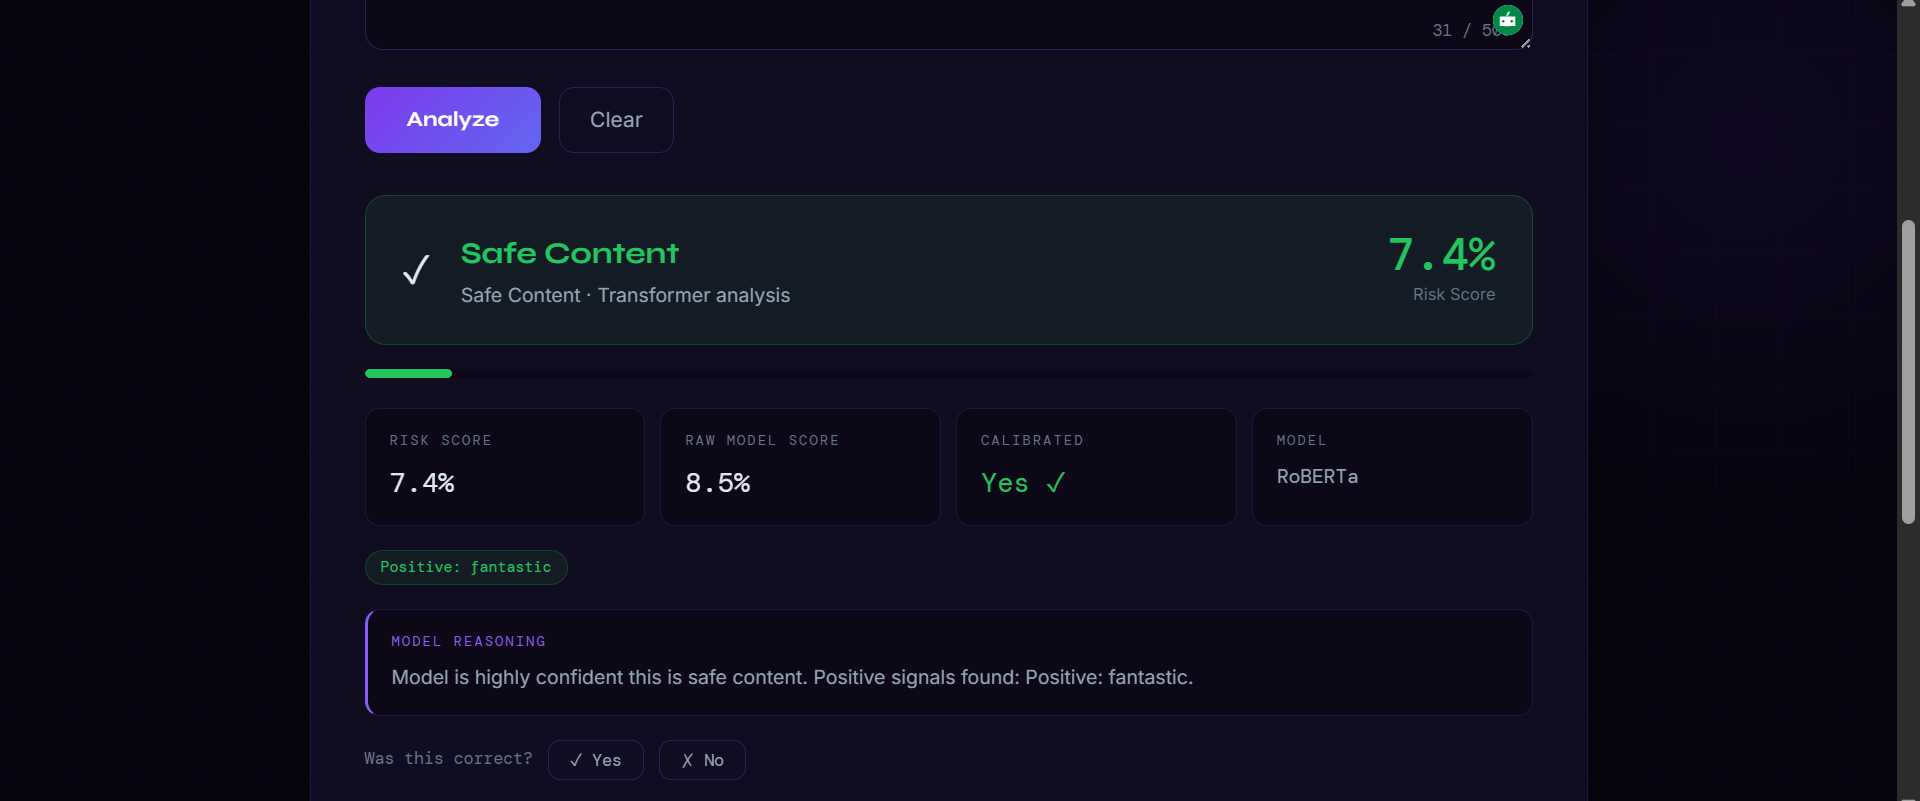 31 / 50
Analyze
Clear
✓
Safe Content
Safe Content · Transformer analysis
7.4%
Risk Score
RISK SCORE
7.4%
RAW MODEL SCORE
8.5%
CALIBRATED
Yes ✓
MODEL
RoBERTa
Positive: fantastic
MODEL REASONING
Model is highly confident this is safe content. Positive signals found: Positive: fantastic.
Was this correct?
✓ Yes
✗ No